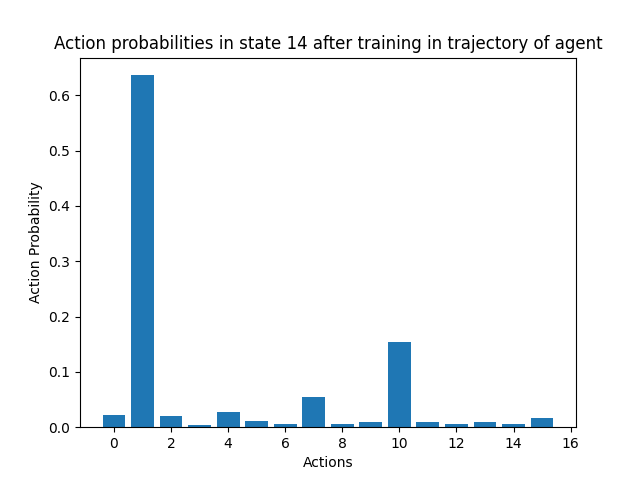 Action probabilities in state 14 after training in trajectory of agent
0.6
0.5
0.4
0.3
0.2
0.1
0.0
Action Probability
0 2 4 6 8 10 12 14 16
Actions